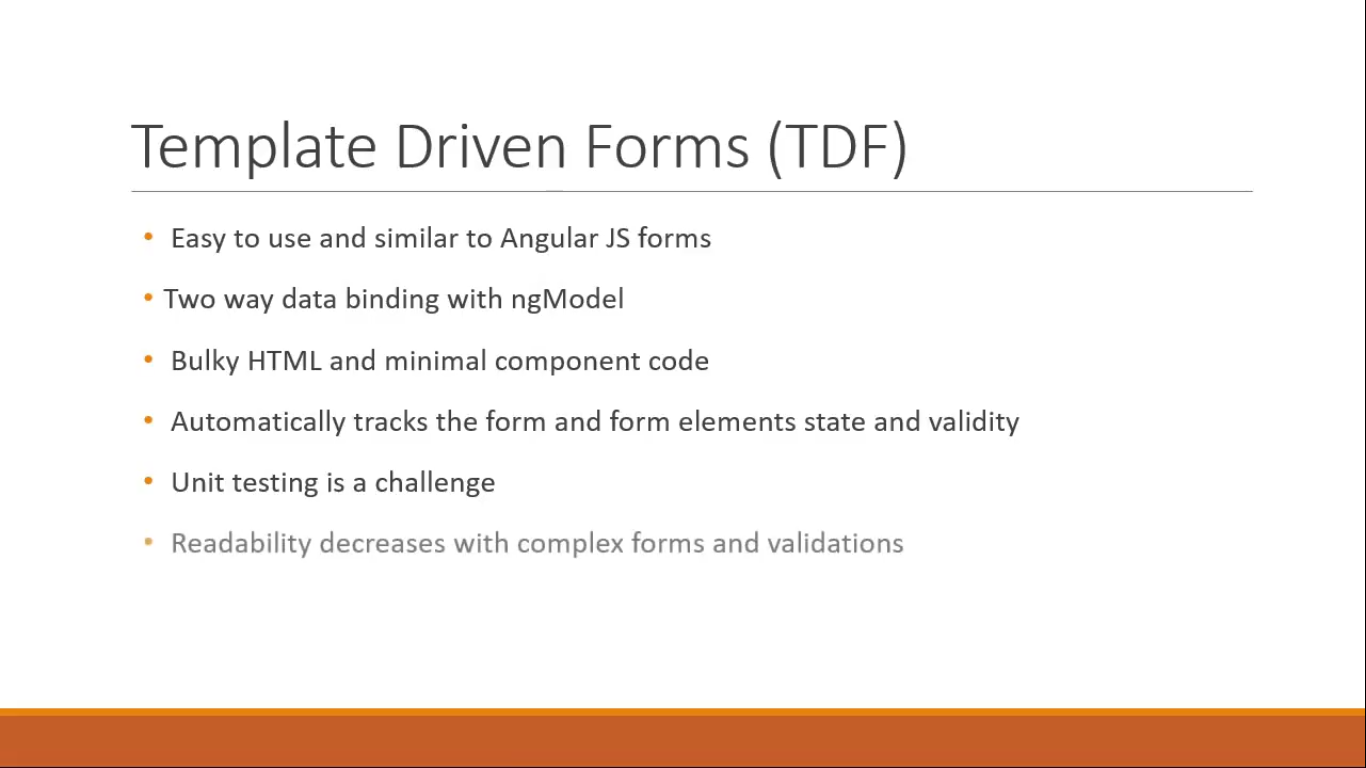 Template Driven Forms (TDF)
• Easy to use and similar to Angular JS forms
• Two way data binding with ngModel
• Bulky HTML and minimal component code
• Automatically tracks the form and form elements state and validity
• Unit testing is a challenge
• Readability decreases with complex forms and validations